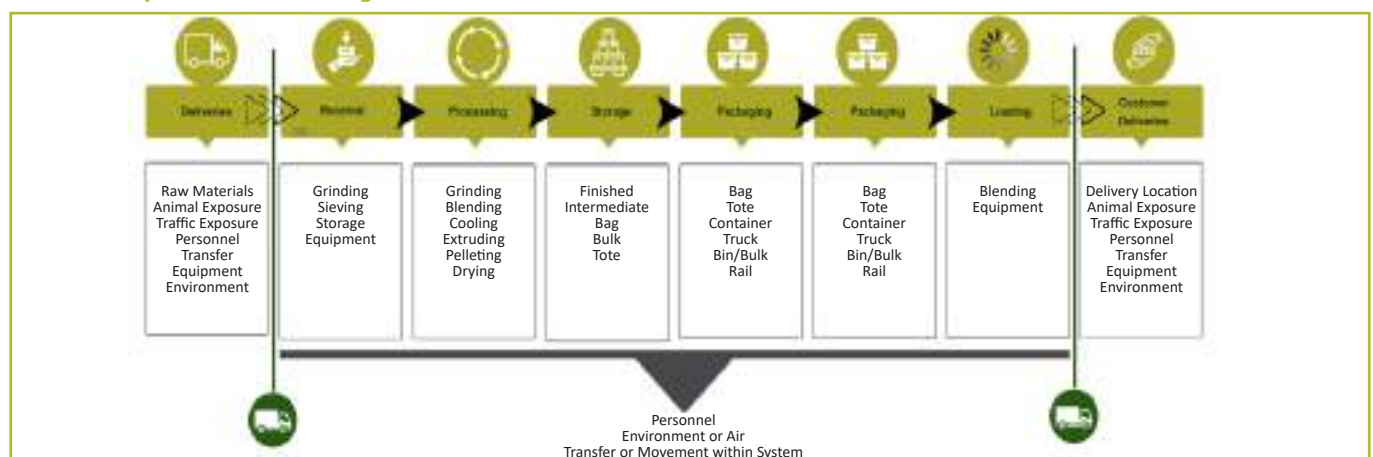 Deliveries
Receival
Processing
Storage
Packaging
Packaging
Loading
Customer
Deliveries
Raw Materials
Animal Exposure
Traffic Exposure
Personnel
Transfer
Equipment
Environment
Grinding
Sieving
Storage
Equipment
Grinding
Blending
Cooling
Extruding
Pelleting
Drying
Finished
Intermediate
Bag
Bulk
Tote
Bag
Tote
Container
Truck
Bin/Bulk
Rail
Bag
Tote
Container
Truck
Bin/Bulk
Rail
Blending
Equipment
Delivery Location
Animal Exposure
Traffic Exposure
Personnel
Transfer
Equipment
Environment
Personnel
Environment or Air
Transfer or Movement within System